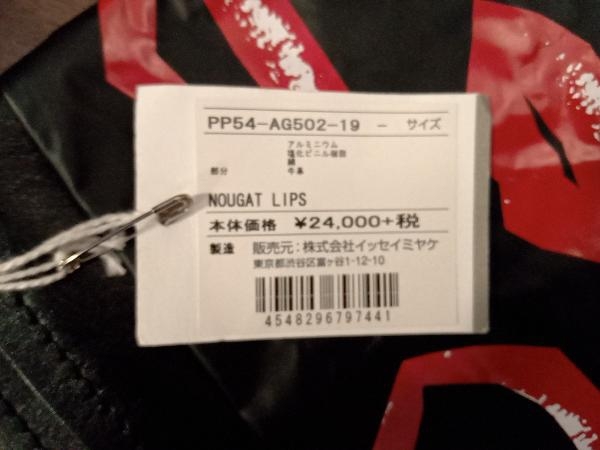 PP54-AG502-19 - サイズ
アルミニウム
塩化ビニル樹脂
綿
部分 牛革
NOUGAT LIPS
本体価格 ¥24,000+税
製造 販売元:株式会社イッセイミヤケ
東京都渋谷区富ヶ谷1-12-10
4548296797441